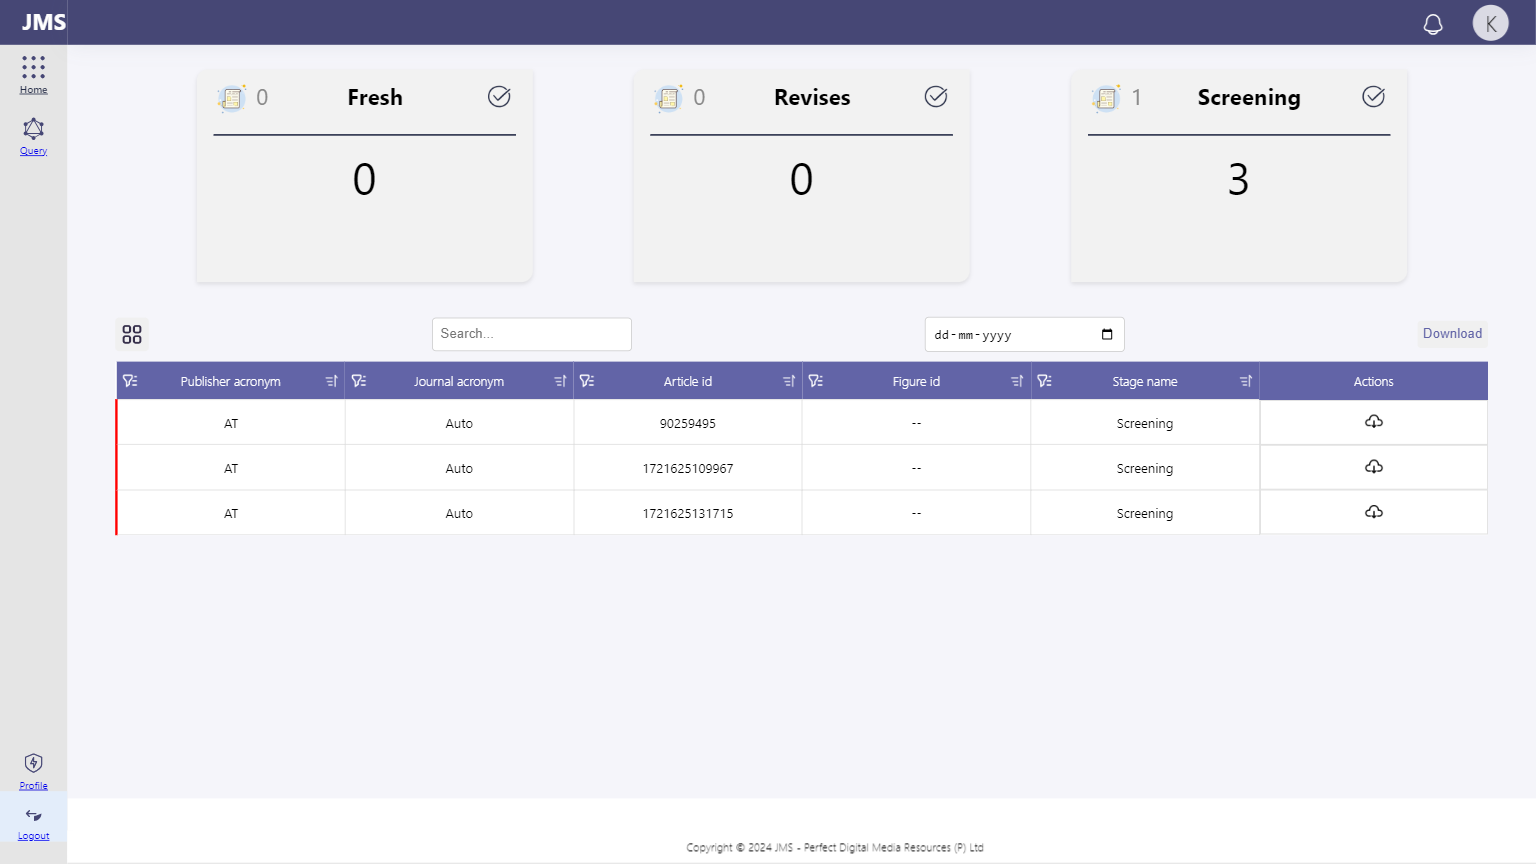 JMS
K
Home
Query
0 Fresh
0
0 Revises
0
1 Screening
3
Search...
dd-mm-yyyy
Download
Publisher acronym Journal acronym Article id Figure id Stage name Actions
AT Auto 90259495 -- Screening
AT Auto 1721625109967 -- Screening
AT Auto 1721625131715 -- Screening
Profile
Logout
Copyright © 2024 JMS - Perfect Digital Media Resources (P) Ltd